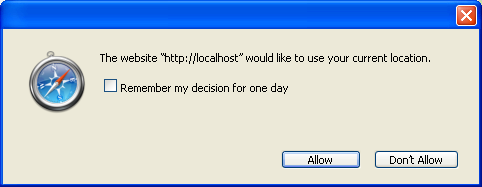 The website “http://localhost” would like to use your current location.
Remember my decision for one day
Allow
Don't Allow